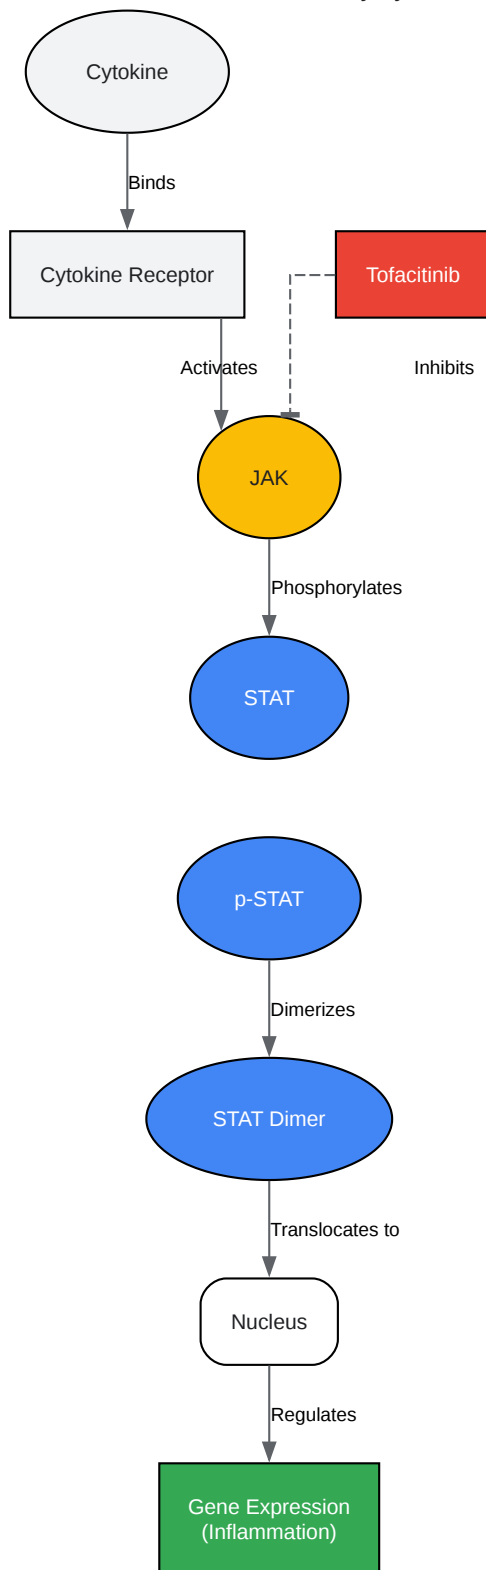 Cytokine
Binds
Cytokine Receptor
Tofacitinib
Activates
Inhibits
JAK
Phosphorylates
STAT
p-STAT
Dimerizes
STAT Dimer
Translocates to
Nucleus
Regulates
Gene Expression
(Inflammation)